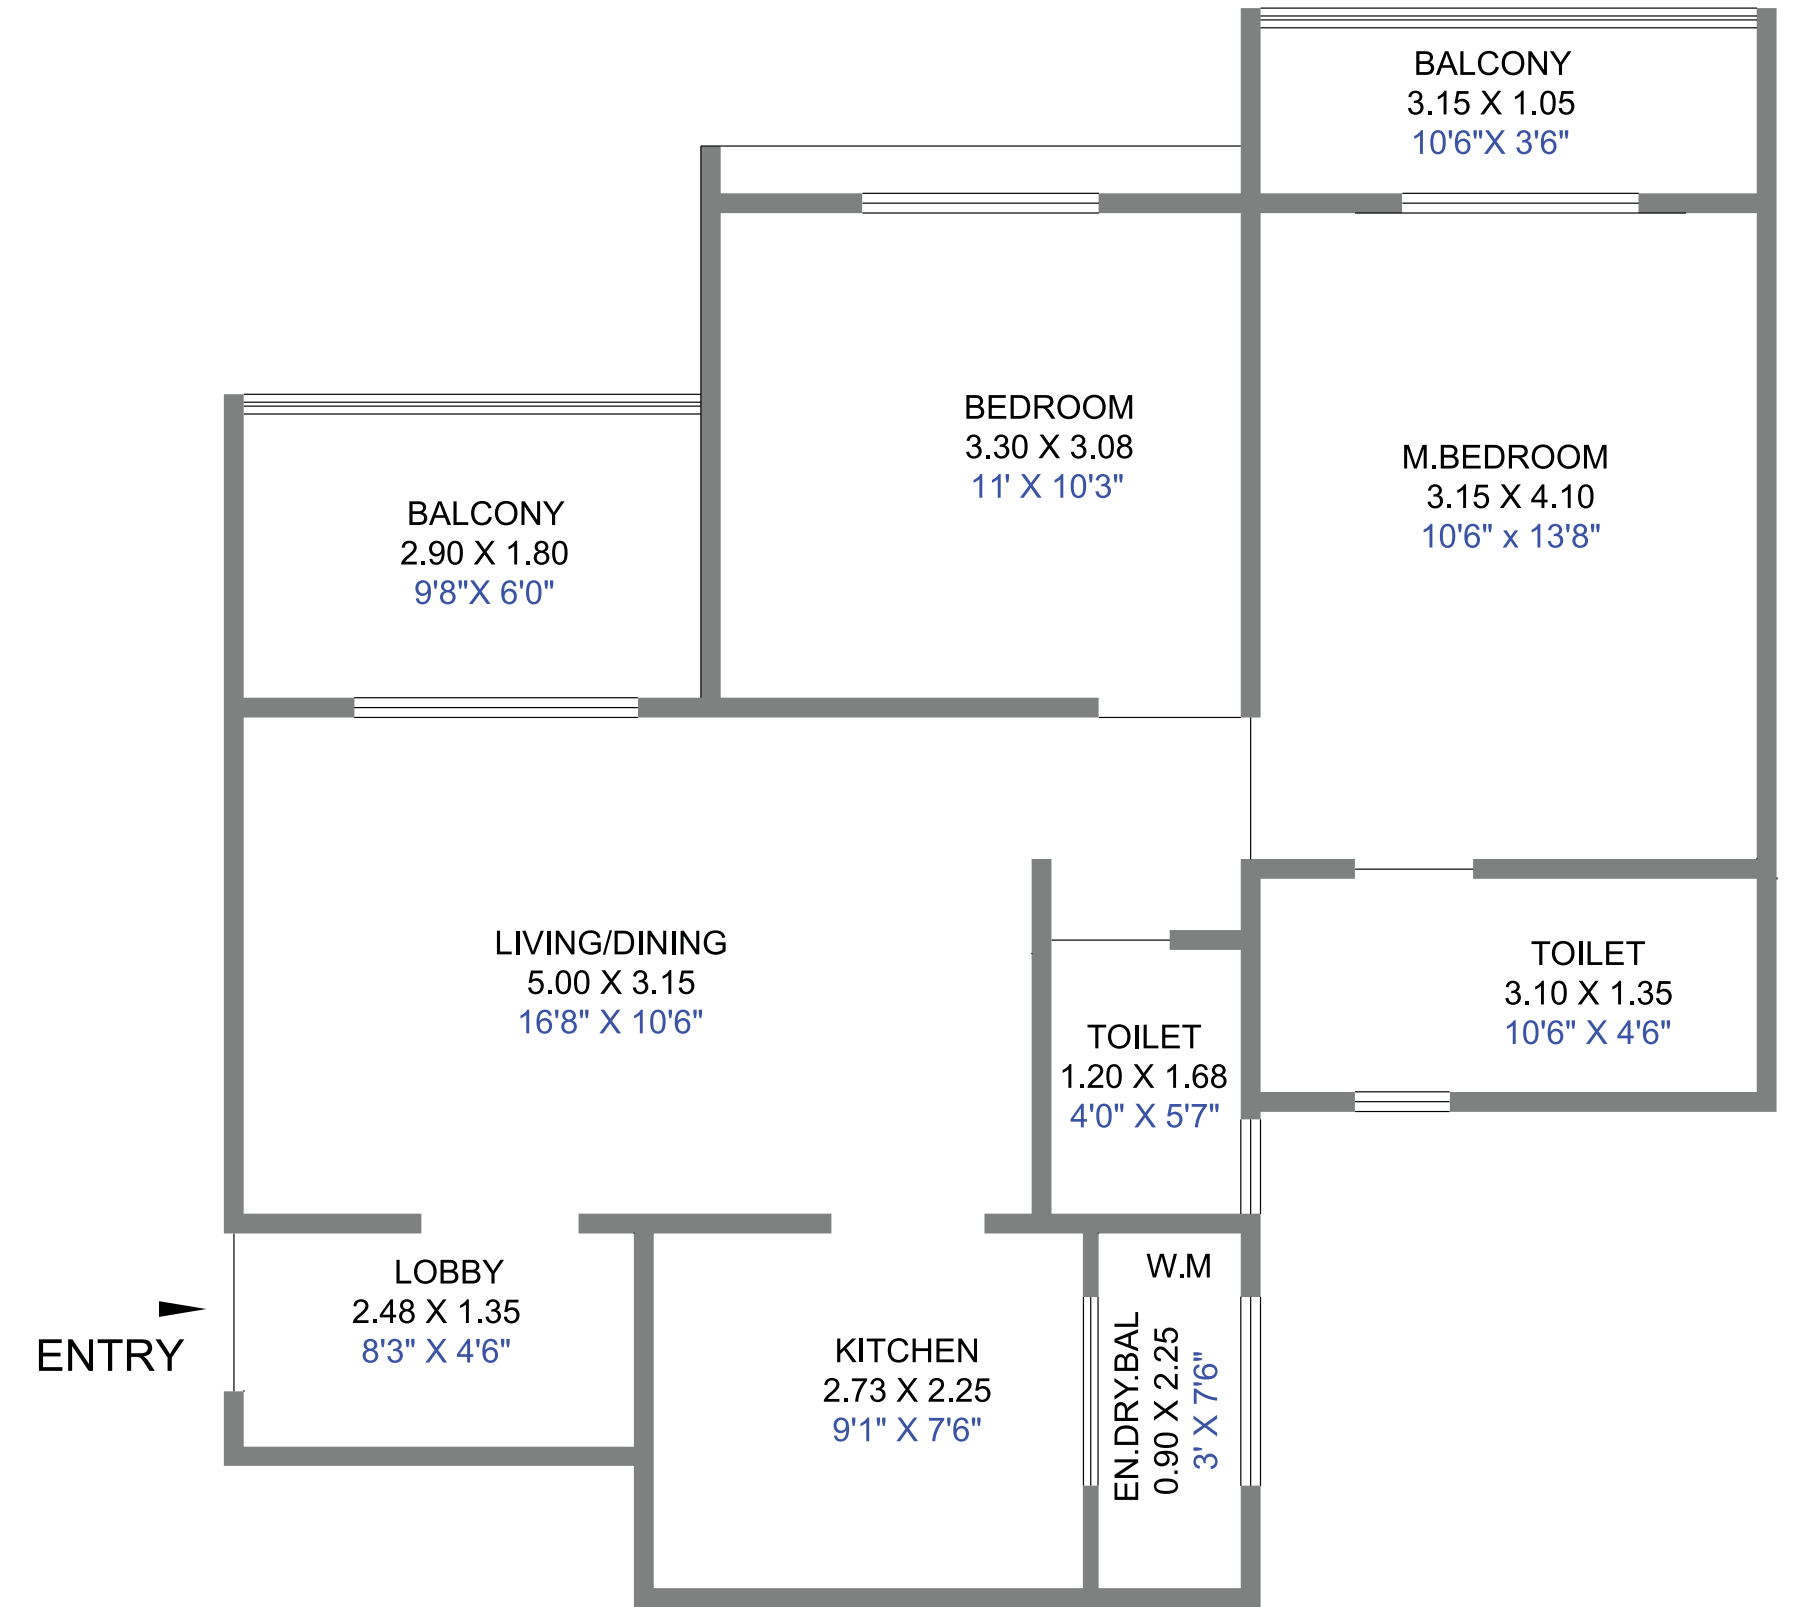 BALCONY
3.15 X 1.05
10'6"X 3'6"
BEDROOM
3.30 X 3.08
11' X 10'3"
M.BEDROOM
3.15 X 4.10
10'6" x 13'8"
BALCONY
2.90 X 1.80
9'8"X 6'0"
LIVING/DINING
5.00 X 3.15
16'8" X 10'6"
TOILET
3.10 X 1.35
10'6" X 4'6"
TOILET
1.20 X 1.68
4'0" X 5'7"
LOBBY
2.48 X 1.35
8'3" X 4'6"
ENTRY
KITCHEN
2.73 X 2.25
9'1" X 7'6"
W.M
EN.DRY.BAL
0.90 X 2.25
3' X 7'6"